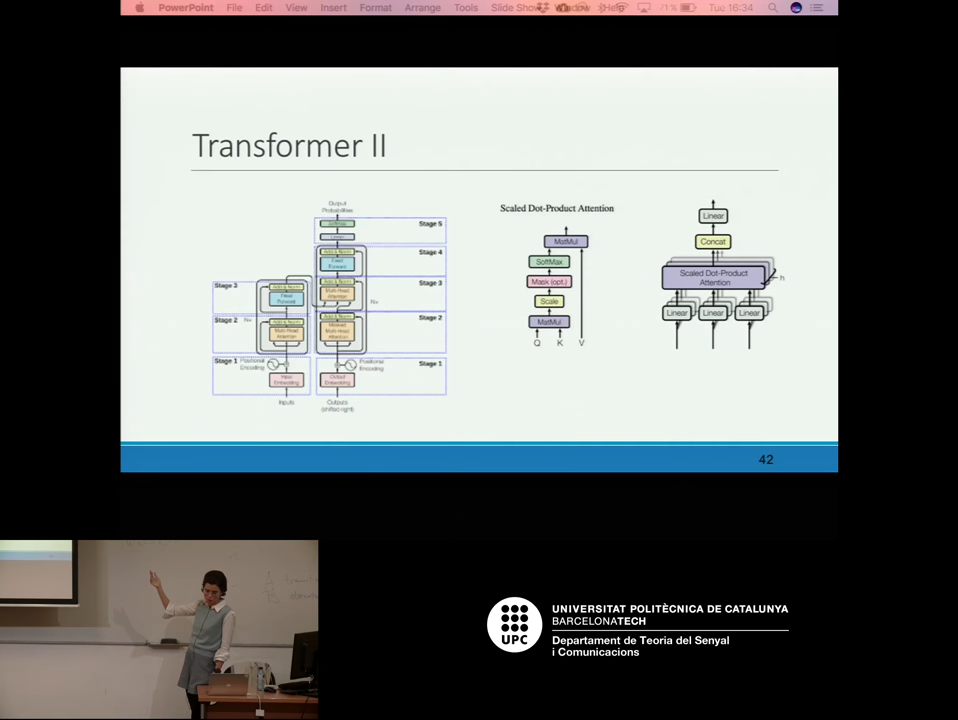 PowerPoint File Edit View Insert Format Arrange Tools Slide Show Window Help 71% Tue 16:34
Transformer II
Output
Probabilities
Softmax
Linear
Stage 5
Add & Norm
Feed
Forward
Stage 4
Add & Norm
Multi-Head
Attention
Stage 3
N×
Add & Norm
Masked
Multi-Head
Attention
Stage 2
Positional
Encoding
Stage 1
Output
Embedding
Outputs
(shifted right)
Stage 3
Add & Norm
Feed
Forward
Stage 2
N×
Add & Norm
Multi-Head
Attention
Stage 1
Positional
Encoding
Input
Embedding
Inputs
Scaled Dot-Product Attention
MatMul
SoftMax
Mask (opt.)
Scale
MatMul
Q K V
Linear
Concat
Scaled Dot-Product
Attention
h
Linear Linear Linear
42
UPC
UNIVERSITAT POLITÈCNICA DE CATALUNYA
BARCELONATECH
Departament de Teoria del Senyal
i Comunicacions